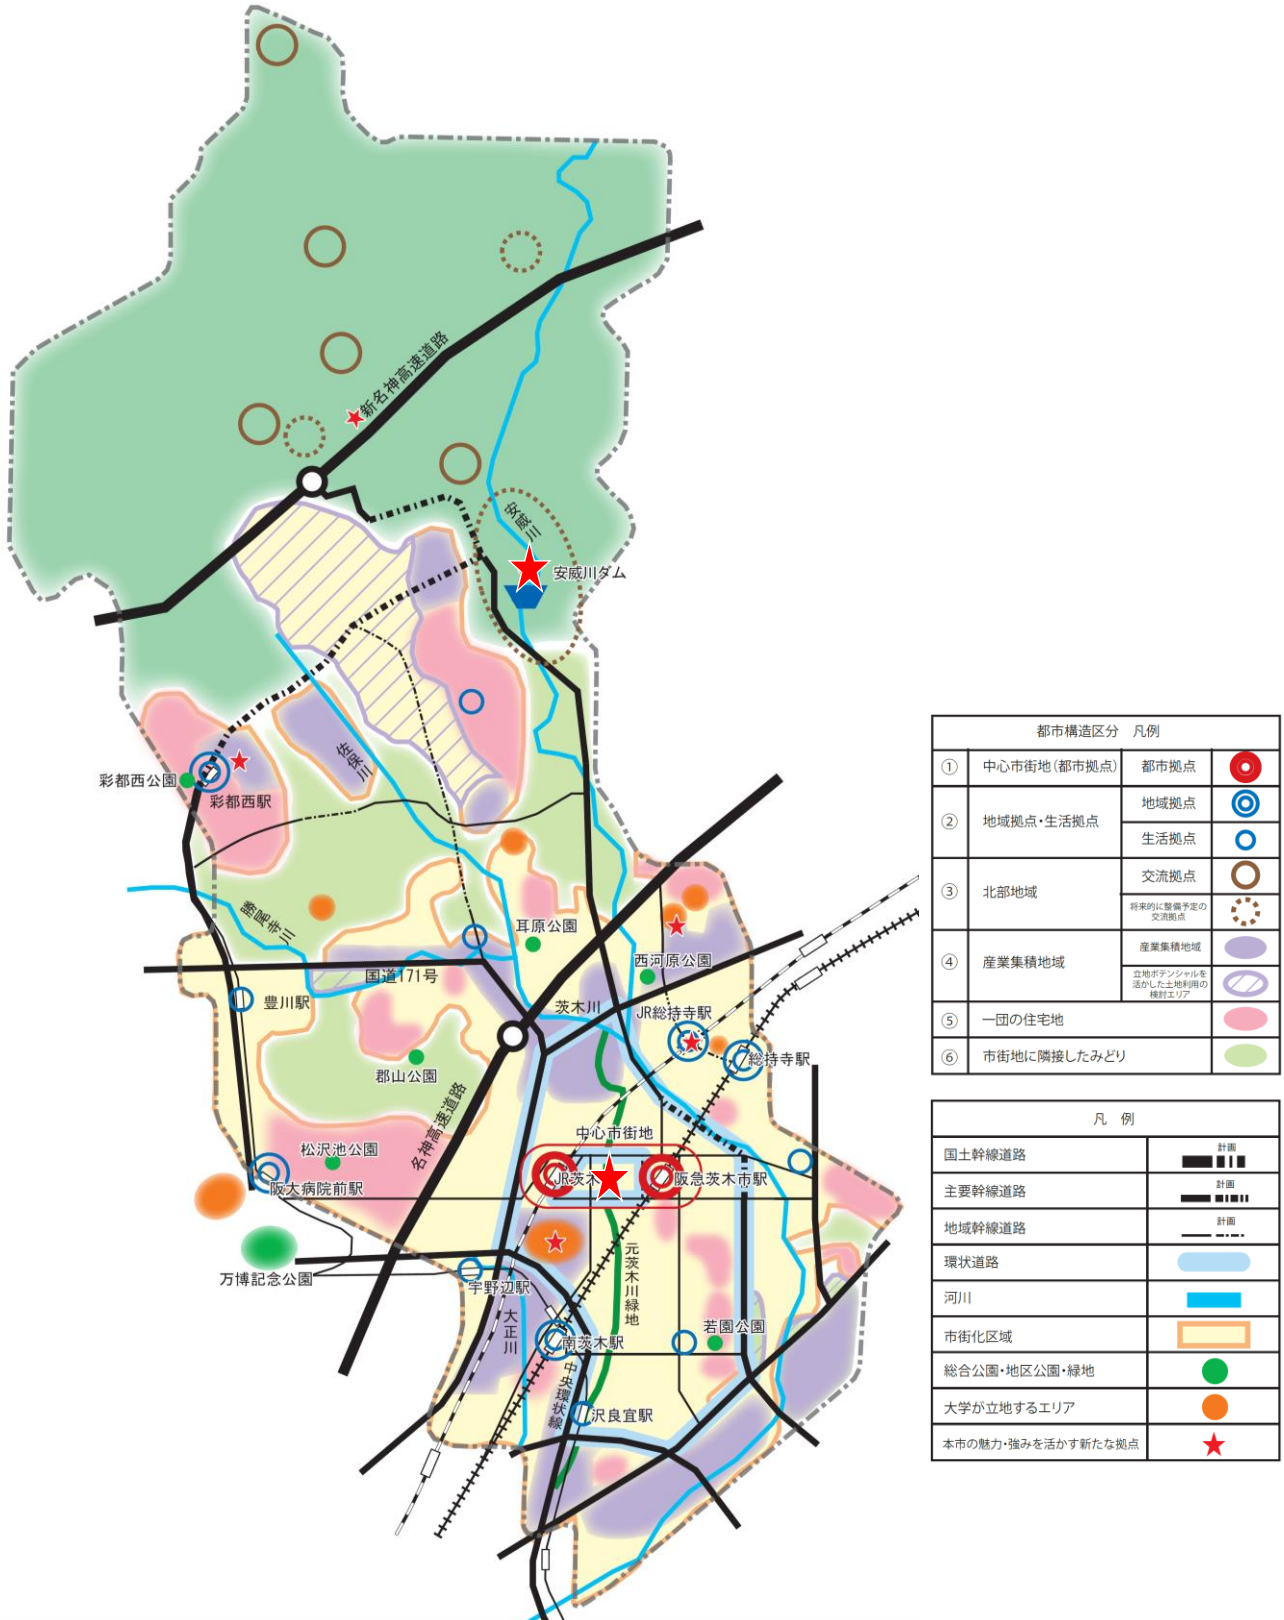 新名神高速道路
安威川
安威川ダム
佐保川
彩都西公園
彩都西駅
勝尾寺川
耳原公園
西河原公園
国道171号
豊川駅
茨木川
JR総持寺駅
総持寺駅
郡山公園
名神高速道路
中心市街地
松沢池公園
阪大病院前駅
JR茨木
阪急茨木市駅
万博記念公園
宇野辺駅
元茨木川緑地
大正川
南茨木駅
若園公園
中央環状線
沢良宜駅
都市構造区分 凡例
① 中心市街地(都市拠点) 都市拠点
② 地域拠点・生活拠点 地域拠点
生活拠点
③ 北部地域 交流拠点
将来的に整備予定の
交流拠点
④ 産業集積地域 産業集積地域
立地ポテンシャルを
活かした土地利用の
検討エリア
⑤ 一団の住宅地
⑥ 市街地に隣接したみどり
凡 例
国土幹線道路 計画
主要幹線道路 計画
地域幹線道路 計画
環状道路
河川
市街化区域
総合公園・地区公園・緑地
大学が立地するエリア
本市の魅力・強みを活かす新たな拠点